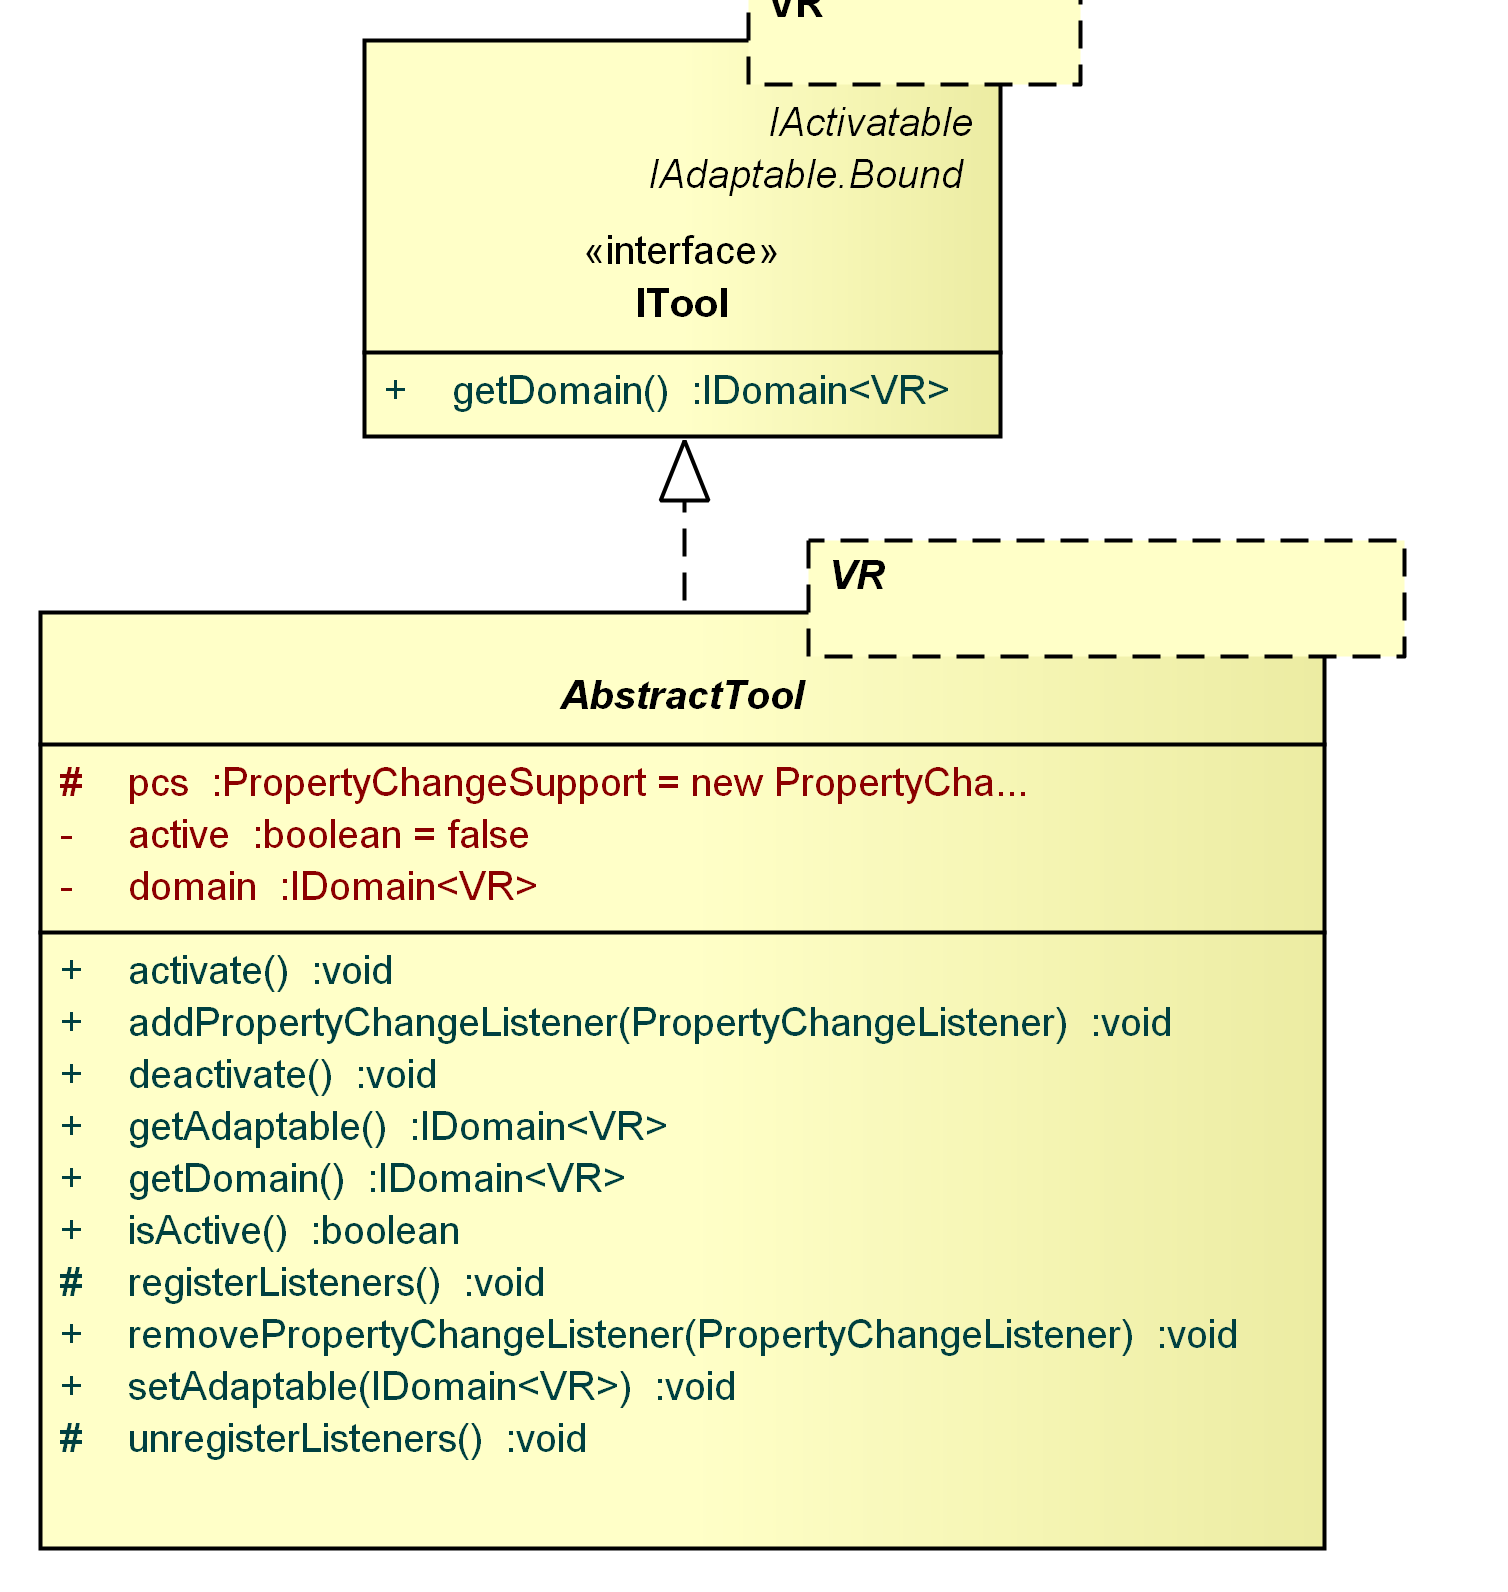 VR
IActivatable
IAdaptable.Bound
«interface»
ITool
+ getDomain() :IDomain<VR>
VR
AbstractTool
# pcs :PropertyChangeSupport = new PropertyCha...
- active :boolean = false
- domain :IDomain<VR>
+ activate() :void
+ addPropertyChangeListener(PropertyChangeListener) :void
+ deactivate() :void
+ getAdaptable() :IDomain<VR>
+ getDomain() :IDomain<VR>
+ isActive() :boolean
# registerListeners() :void
+ removePropertyChangeListener(PropertyChangeListener) :void
+ setAdaptable(IDomain<VR>) :void
# unregisterListeners() :void